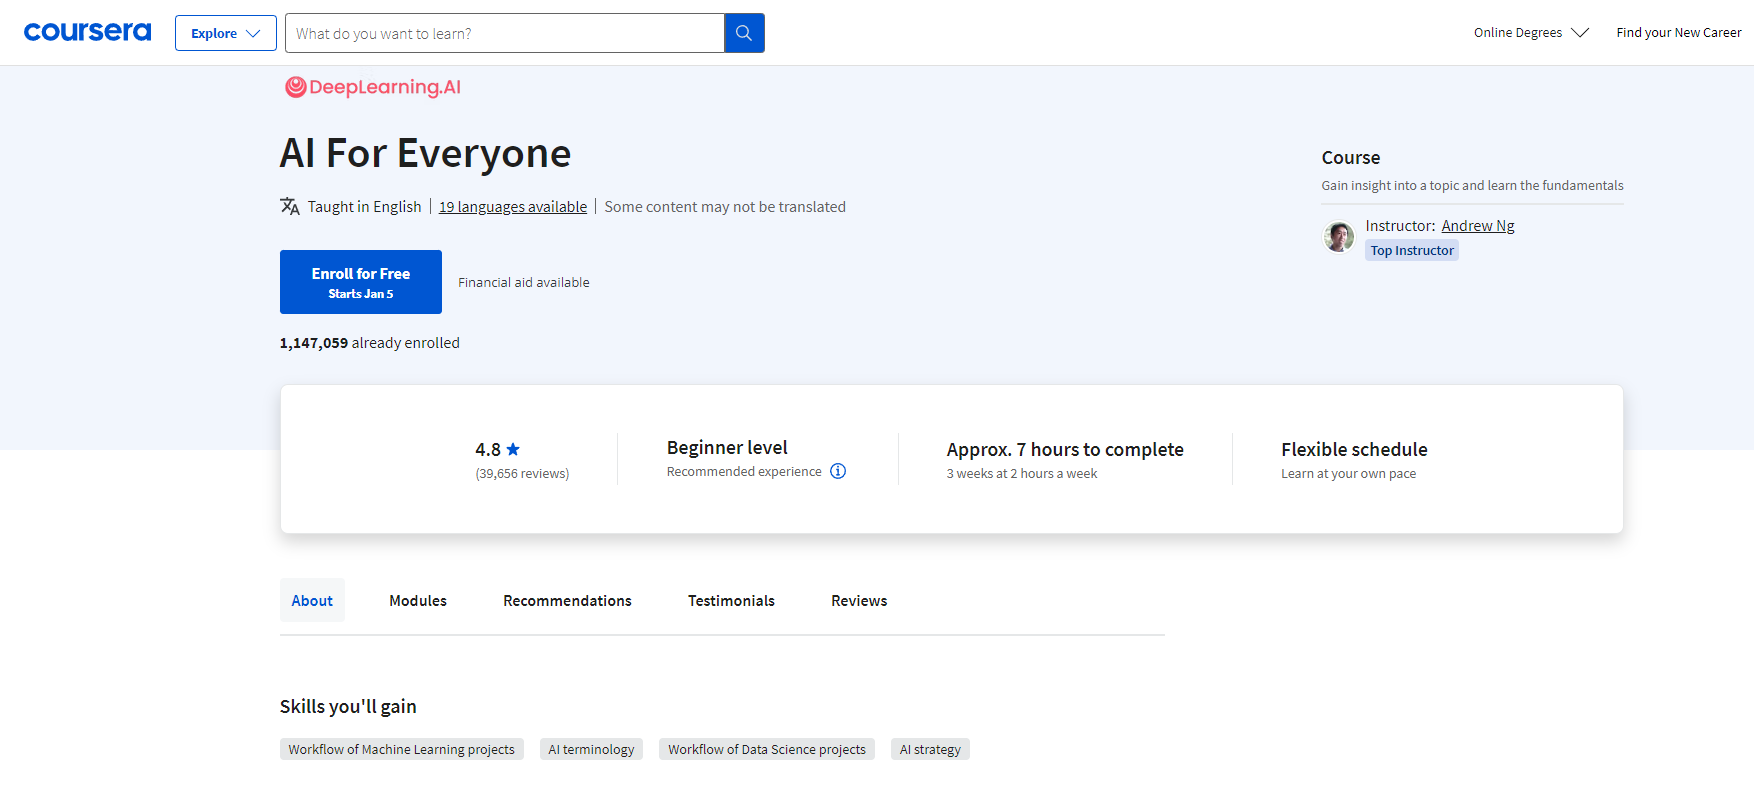 coursera
Explore
What do you want to learn?
Online Degrees
Find your New Career
DeepLearning.AI
AI For Everyone
Taught in English | 19 languages available | Some content may not be translated
Enroll for Free
Starts Jan 5
Financial aid available
1,147,059 already enrolled
Course
Gain insight into a topic and learn the fundamentals
Instructor: Andrew Ng
Top Instructor
4.8
(39,656 reviews)
Beginner level
Recommended experience
Approx. 7 hours to complete
3 weeks at 2 hours a week
Flexible schedule
Learn at your own pace
About
Modules
Recommendations
Testimonials
Reviews
Skills you'll gain
Workflow of Machine Learning projects
AI terminology
Workflow of Data Science projects
AI strategy